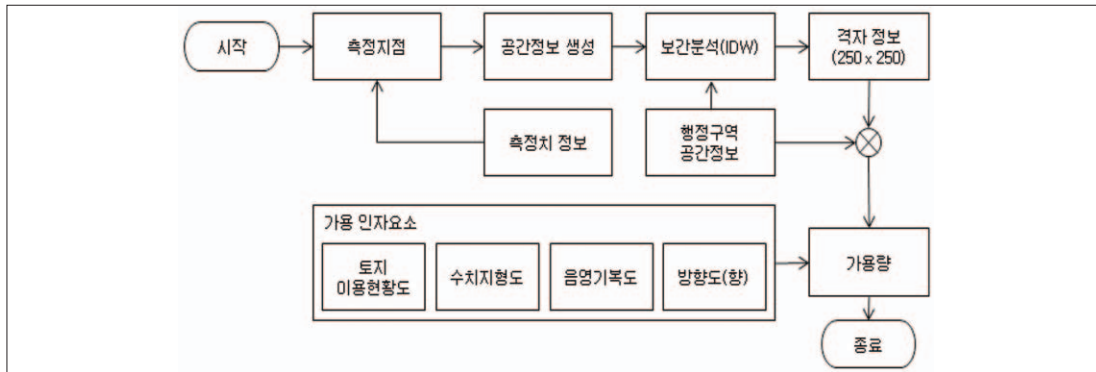 시작
측정지점
공간정보 생성
보간분석(IDW)
격자 정보
(250 x 250)
측정치 정보
행정구역
공간정보
가용 인자요소
토지
이용현황도
수치지형도
음영기복도
방향도(향)
가용량
종료